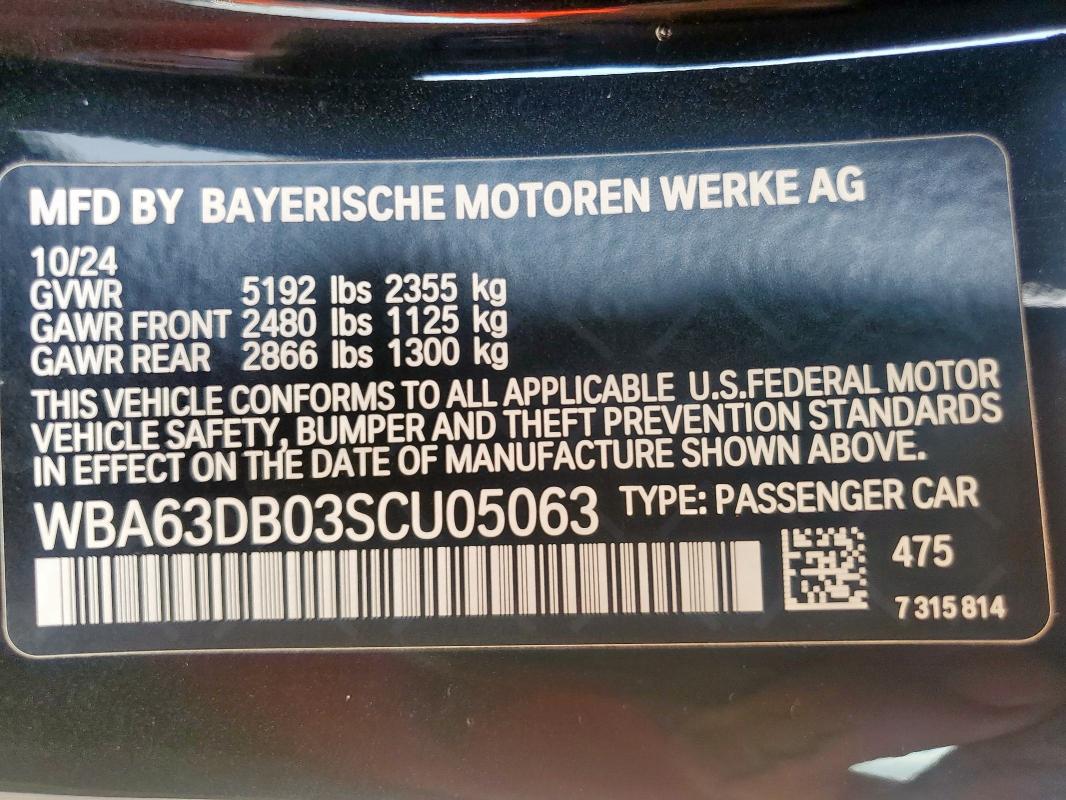 MFD BY BAYERISCHE MOTOREN WERKE AG
10/24
GVWR 5192 lbs 2355 kg
GAWR FRONT 2480 lbs 1125 kg
GAWR REAR 2866 lbs 1300 kg
THIS VEHICLE CONFORMS TO ALL APPLICABLE U.S.FEDERAL MOTOR
VEHICLE SAFETY, BUMPER AND THEFT PREVENTION STANDARDS
IN EFFECT ON THE DATE OF MANUFACTURE SHOWN ABOVE.
WBA63DB03SCU05063 TYPE: PASSENGER CAR
475
7 315 814